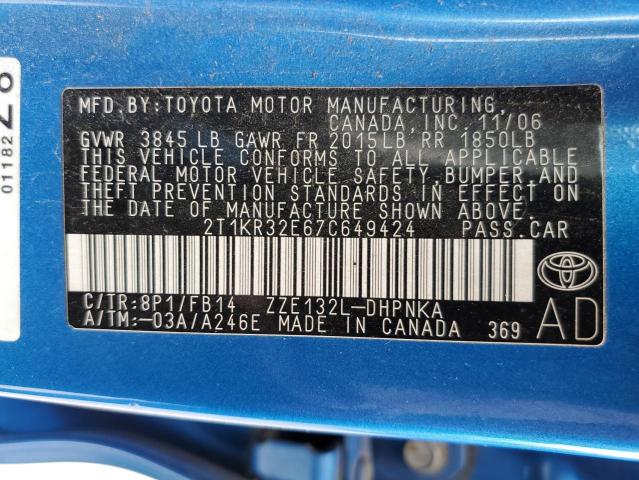 MFD.BY:TOYOTA MOTOR MANUFACTURING,
CANADA, INC. 11/06
GVWR 3845LB GAWR FR 2015LB RR 1850LB
THIS VEHICLE CONFORMS TO ALL APPLICABLE
FEDERAL MOTOR VEHICLE SAFETY, BUMPER, AND
THEFT PREVENTION STANDARDS IN EFFECT ON
THE DATE OF MANUFACTURE SHOWN ABOVE.
2T1KR32E67C649424 PASS.CAR
C/TR:8P1/FB14 ZZE132L-DHPNKA
A/TM:-03A/A246E MADE IN CANADA 369
AD
01182